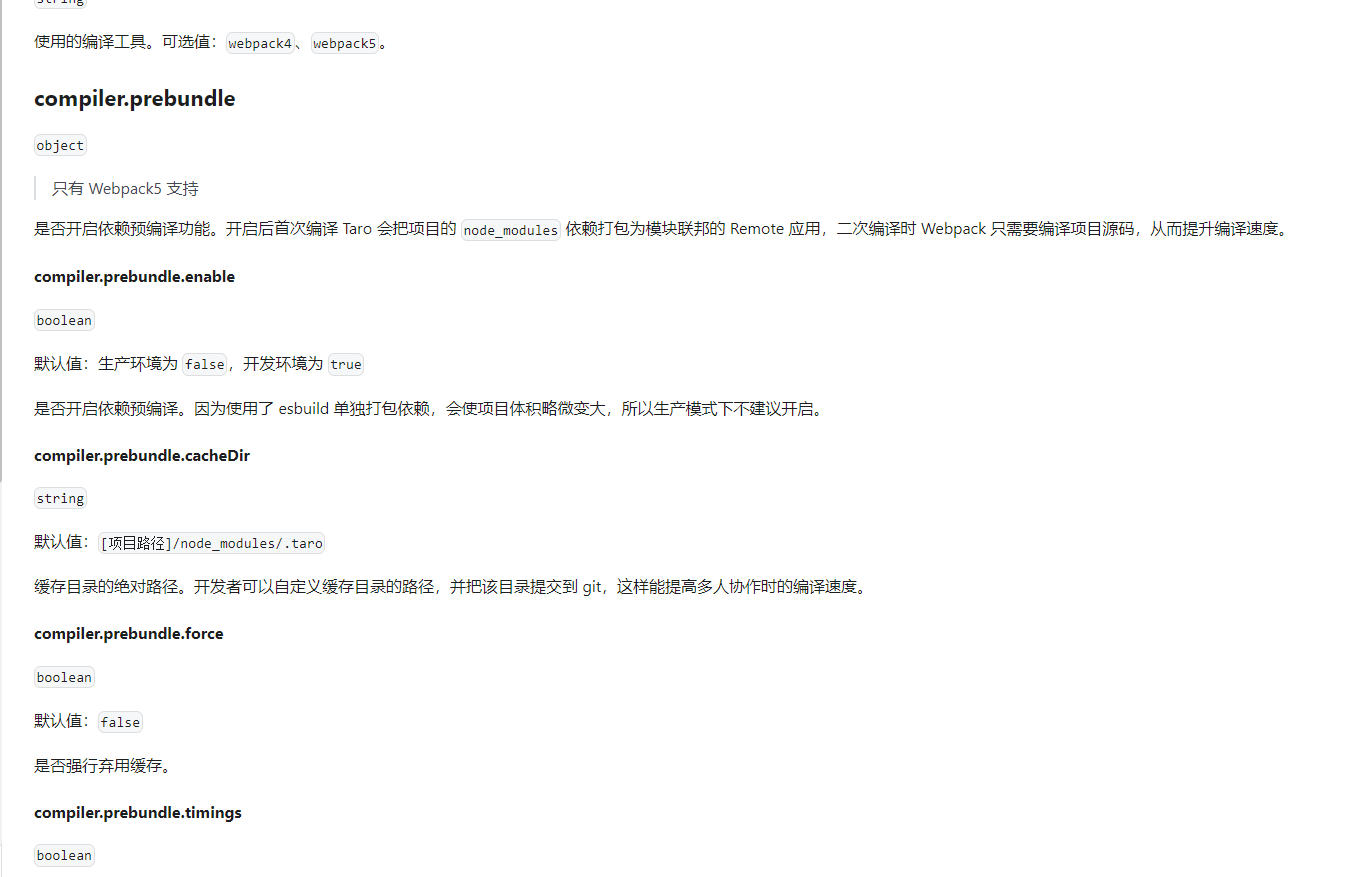 string
使用的编译工具。可选值：webpack4、webpack5。
compiler.prebundle
object
只有 Webpack5 支持
是否开启依赖预编译功能。开启后首次编译 Taro 会把项目的 node_modules 依赖打包为模块联邦的 Remote 应用，二次编译时 Webpack 只需要编译项目源码，从而提升编译速度。
compiler.prebundle.enable
boolean
默认值：生产环境为 false，开发环境为 true
是否开启依赖预编译。因为使用了 esbuild 单独打包依赖，会使项目体积略微变大，所以生产模式下不建议开启。
compiler.prebundle.cacheDir
string
默认值：[项目路径]/node_modules/.taro
缓存目录的绝对路径。开发者可以自定义缓存目录的路径，并把该目录提交到 git，这样能提高多人协作时的编译速度。
compiler.prebundle.force
boolean
默认值：false
是否强行弃用缓存。
compiler.prebundle.timings
boolean